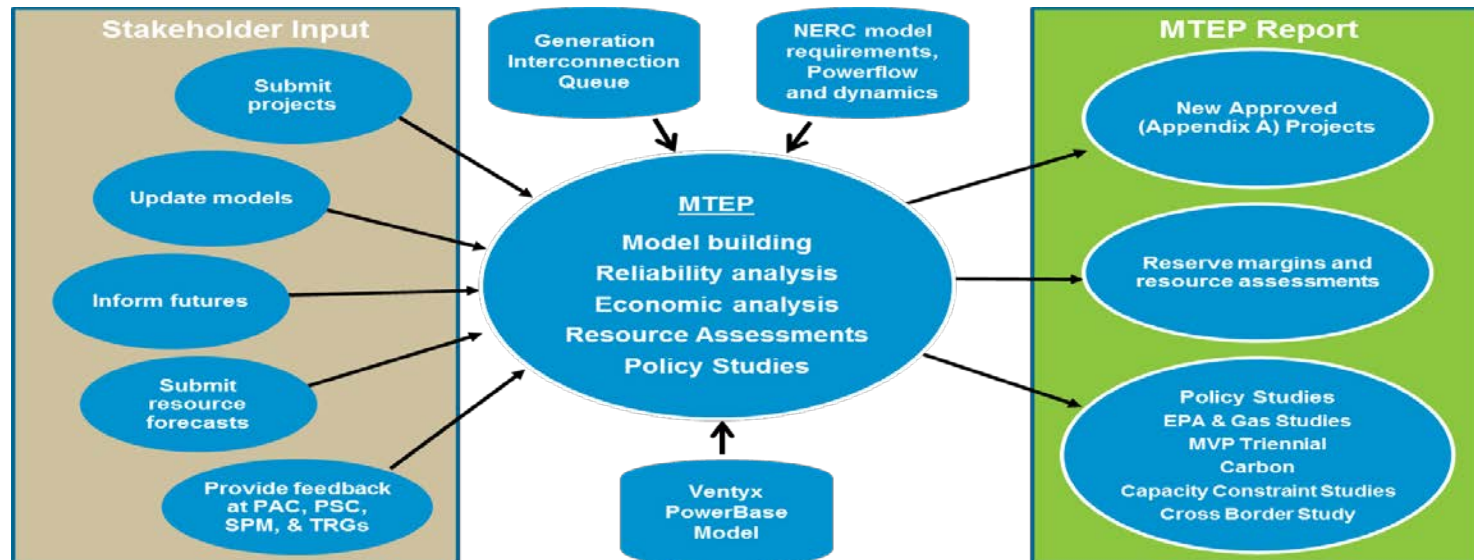 Stakeholder Input
Submit
projects
Update models
Inform futures
Submit
resource
forecasts
Provide feedback
at PAC, PSC,
SPM, & TRGs
Generation
Interconnection
Queue
NERC model
requirements,
Powerflow
and dynamics
MTEP
Model building
Reliability analysis
Economic analysis
Resource Assessments
Policy Studies
Ventyx
PowerBase
Model
MTEP Report
New Approved
(Appendix A) Projects
Reserve margins and
resource assessments
Policy Studies
EPA & Gas Studies
MVP Triennial
Carbon
Capacity Constraint Studies
Cross Border Study